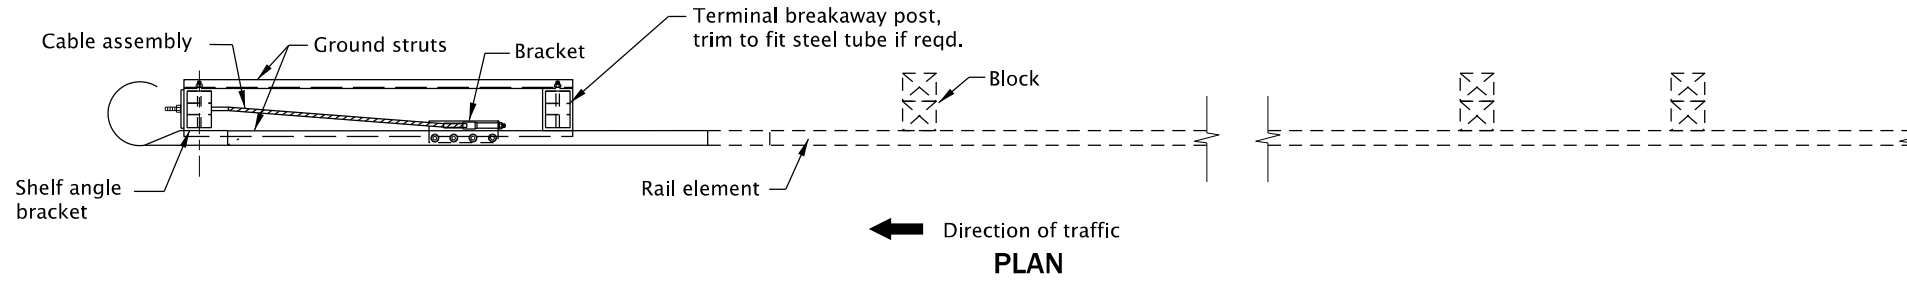 Terminal breakaway post,
trim to fit steel tube if reqd.
Cable assembly
Ground struts
Bracket
Block
Shelf angle
bracket
Rail element
Direction of traffic
PLAN